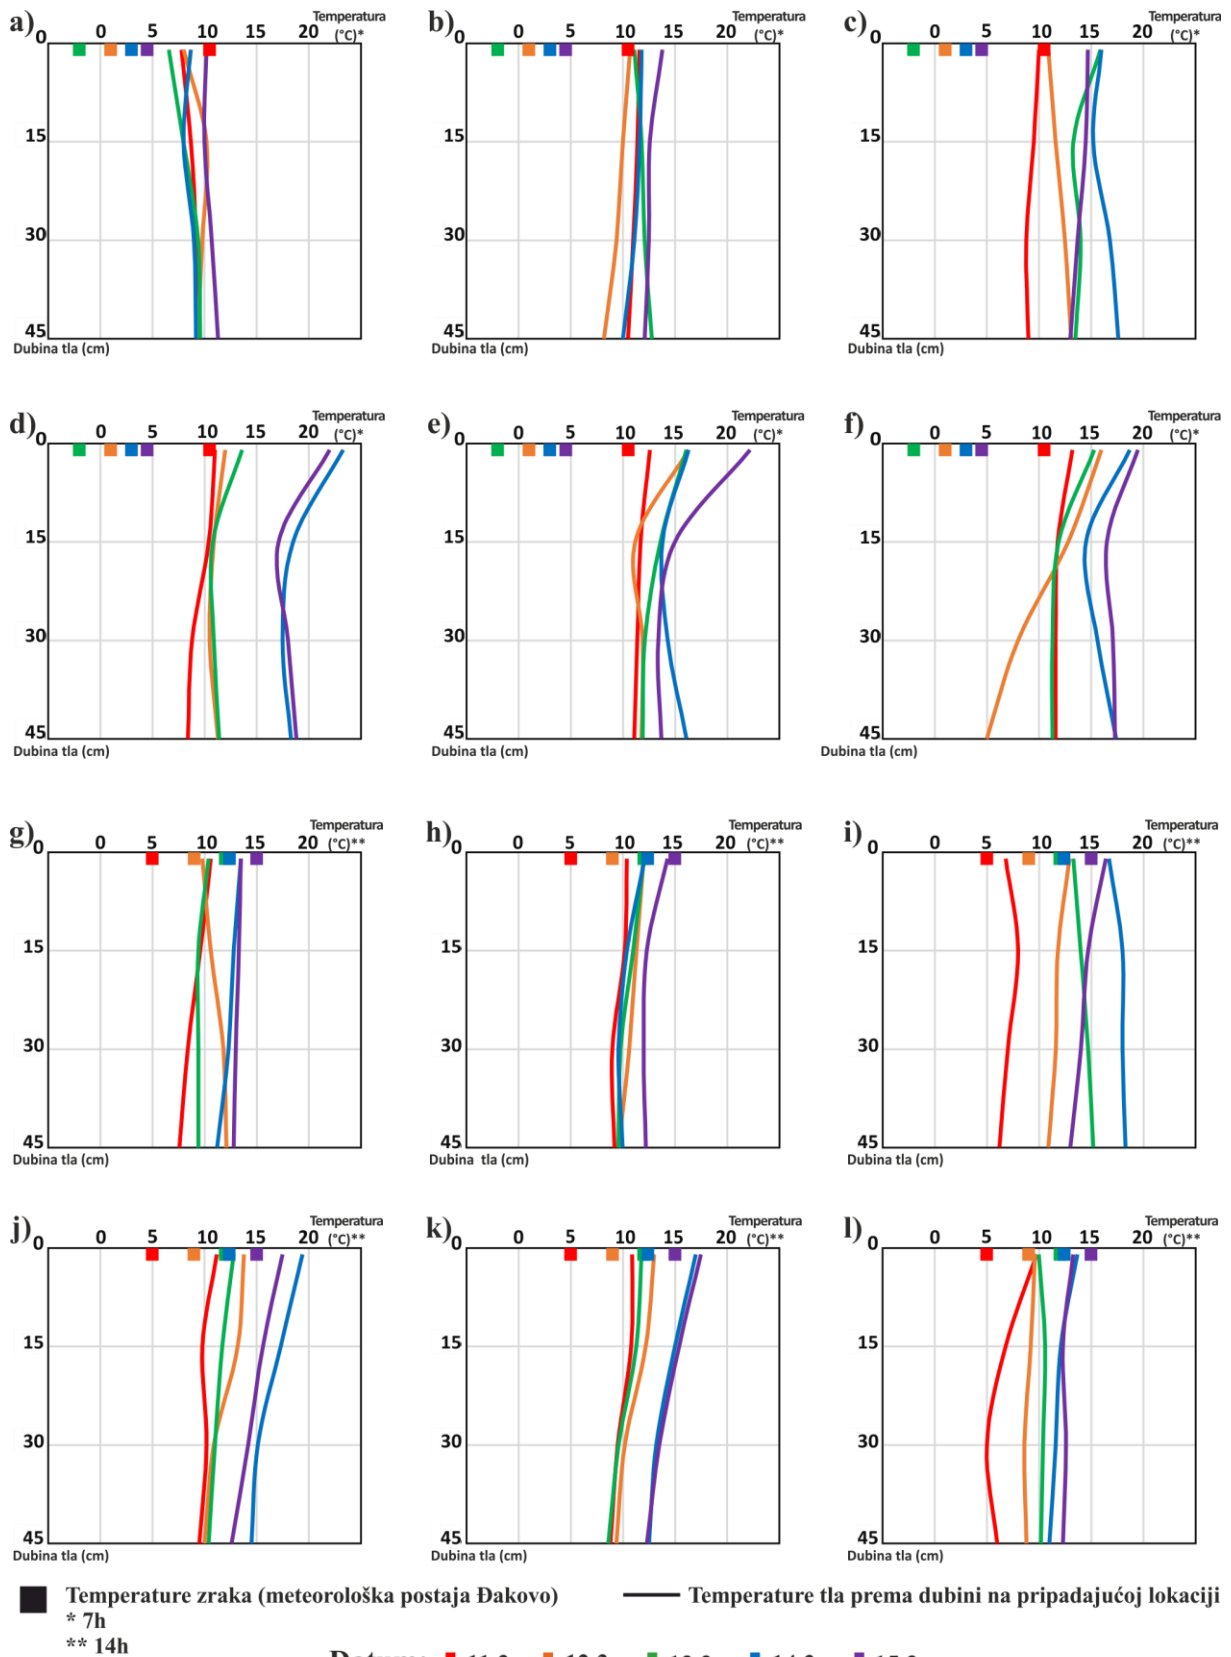 a) Temperatura
0 5 10 15 20 (°C)*
0
15
30
45
Dubina tla (cm)
b) Temperatura
0 5 10 15 20 (°C)*
0
15
30
45
Dubina tla (cm)
c) Temperatura
0 5 10 15 20 (°C)*
0
15
30
45
Dubina tla (cm)
d) Temperatura
0 5 10 15 20 (°C)*
0
15
30
45
Dubina tla (cm)
e) Temperatura
0 5 10 15 20 (°C)*
0
15
30
45
Dubina tla (cm)
f) Temperatura
0 5 10 15 20 (°C)*
0
15
30
45
Dubina tla (cm)
g) Temperatura
0 5 10 15 20 (°C)**
0
15
30
45
Dubina tla (cm)
h) Temperatura
0 5 10 15 20 (°C)**
0
15
30
45
Dubina tla (cm)
i) Temperatura
0 5 10 15 20 (°C)**
0
15
30
45
Dubina tla (cm)
j) Temperatura
0 5 10 15 20 (°C)**
0
15
30
45
Dubina tla (cm)
k) Temperatura
0 5 10 15 20 (°C)**
0
15
30
45
Dubina tla (cm)
l) Temperatura
0 5 10 15 20 (°C)**
0
15
30
45
Dubina tla (cm)
Temperature zraka (meteorološka postaja Đakovo)
* 7h
** 14h
Temperature tla prema dubini na pripadajućoj lokaciji